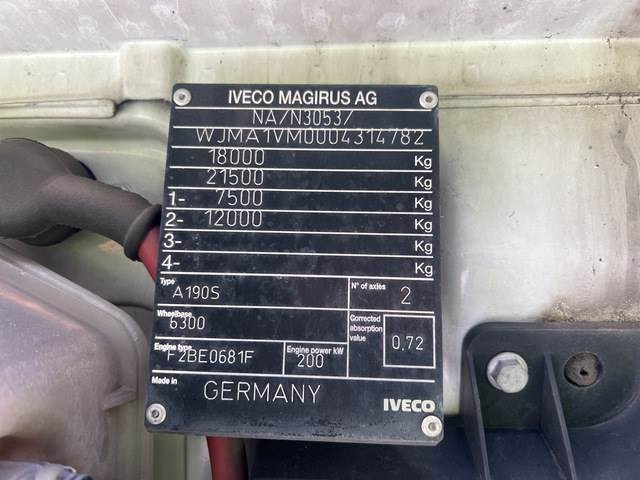 IVECO MAGIRUS AG
NA/N3053/
WJMA1VM0004314782
18000 Kg
21500 Kg
1- 7500 Kg
2- 12000 Kg
3- Kg
4- Kg
Type A190S N° of axles 2
Wheelbase 6300 Corrected absorption value 0.72
Engine type F2BE0681F Engine power kW 200
Made in GERMANY IVECO